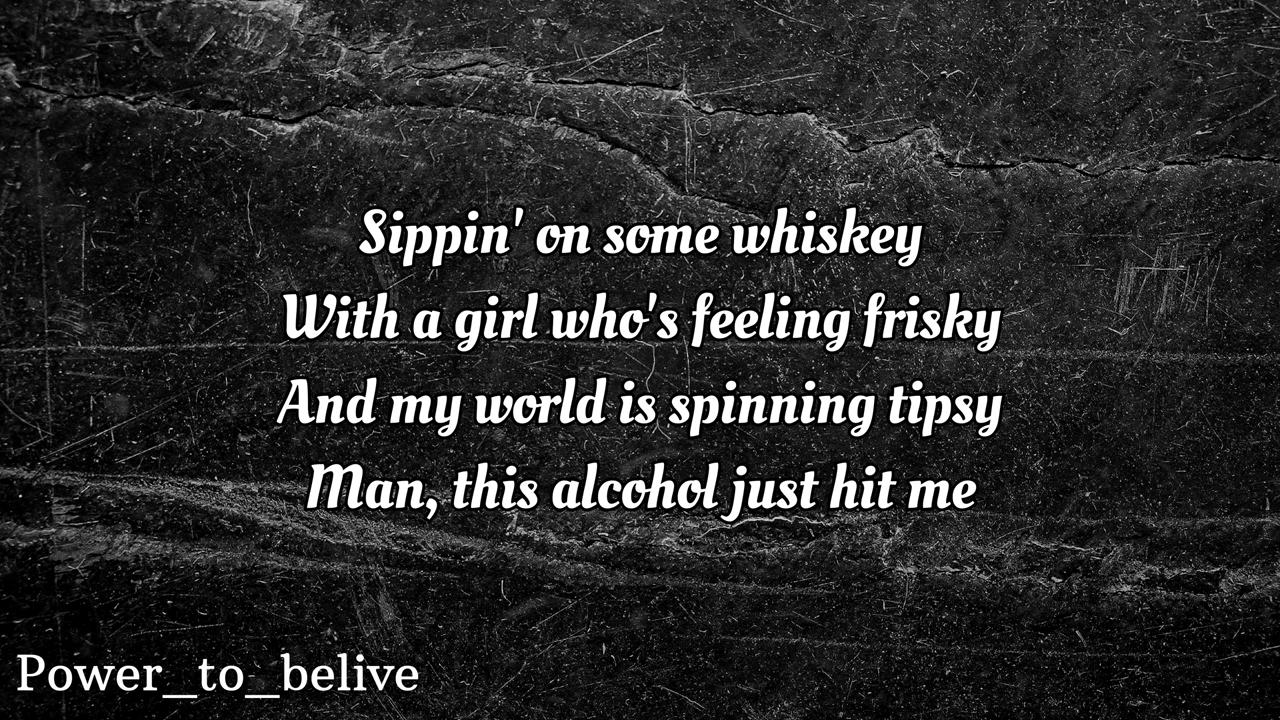 Sippin' on some whiskey
With a girl who's feeling frisky
And my world is spinning tipsy
Man, this alcohol just hit me
Power_to_belive